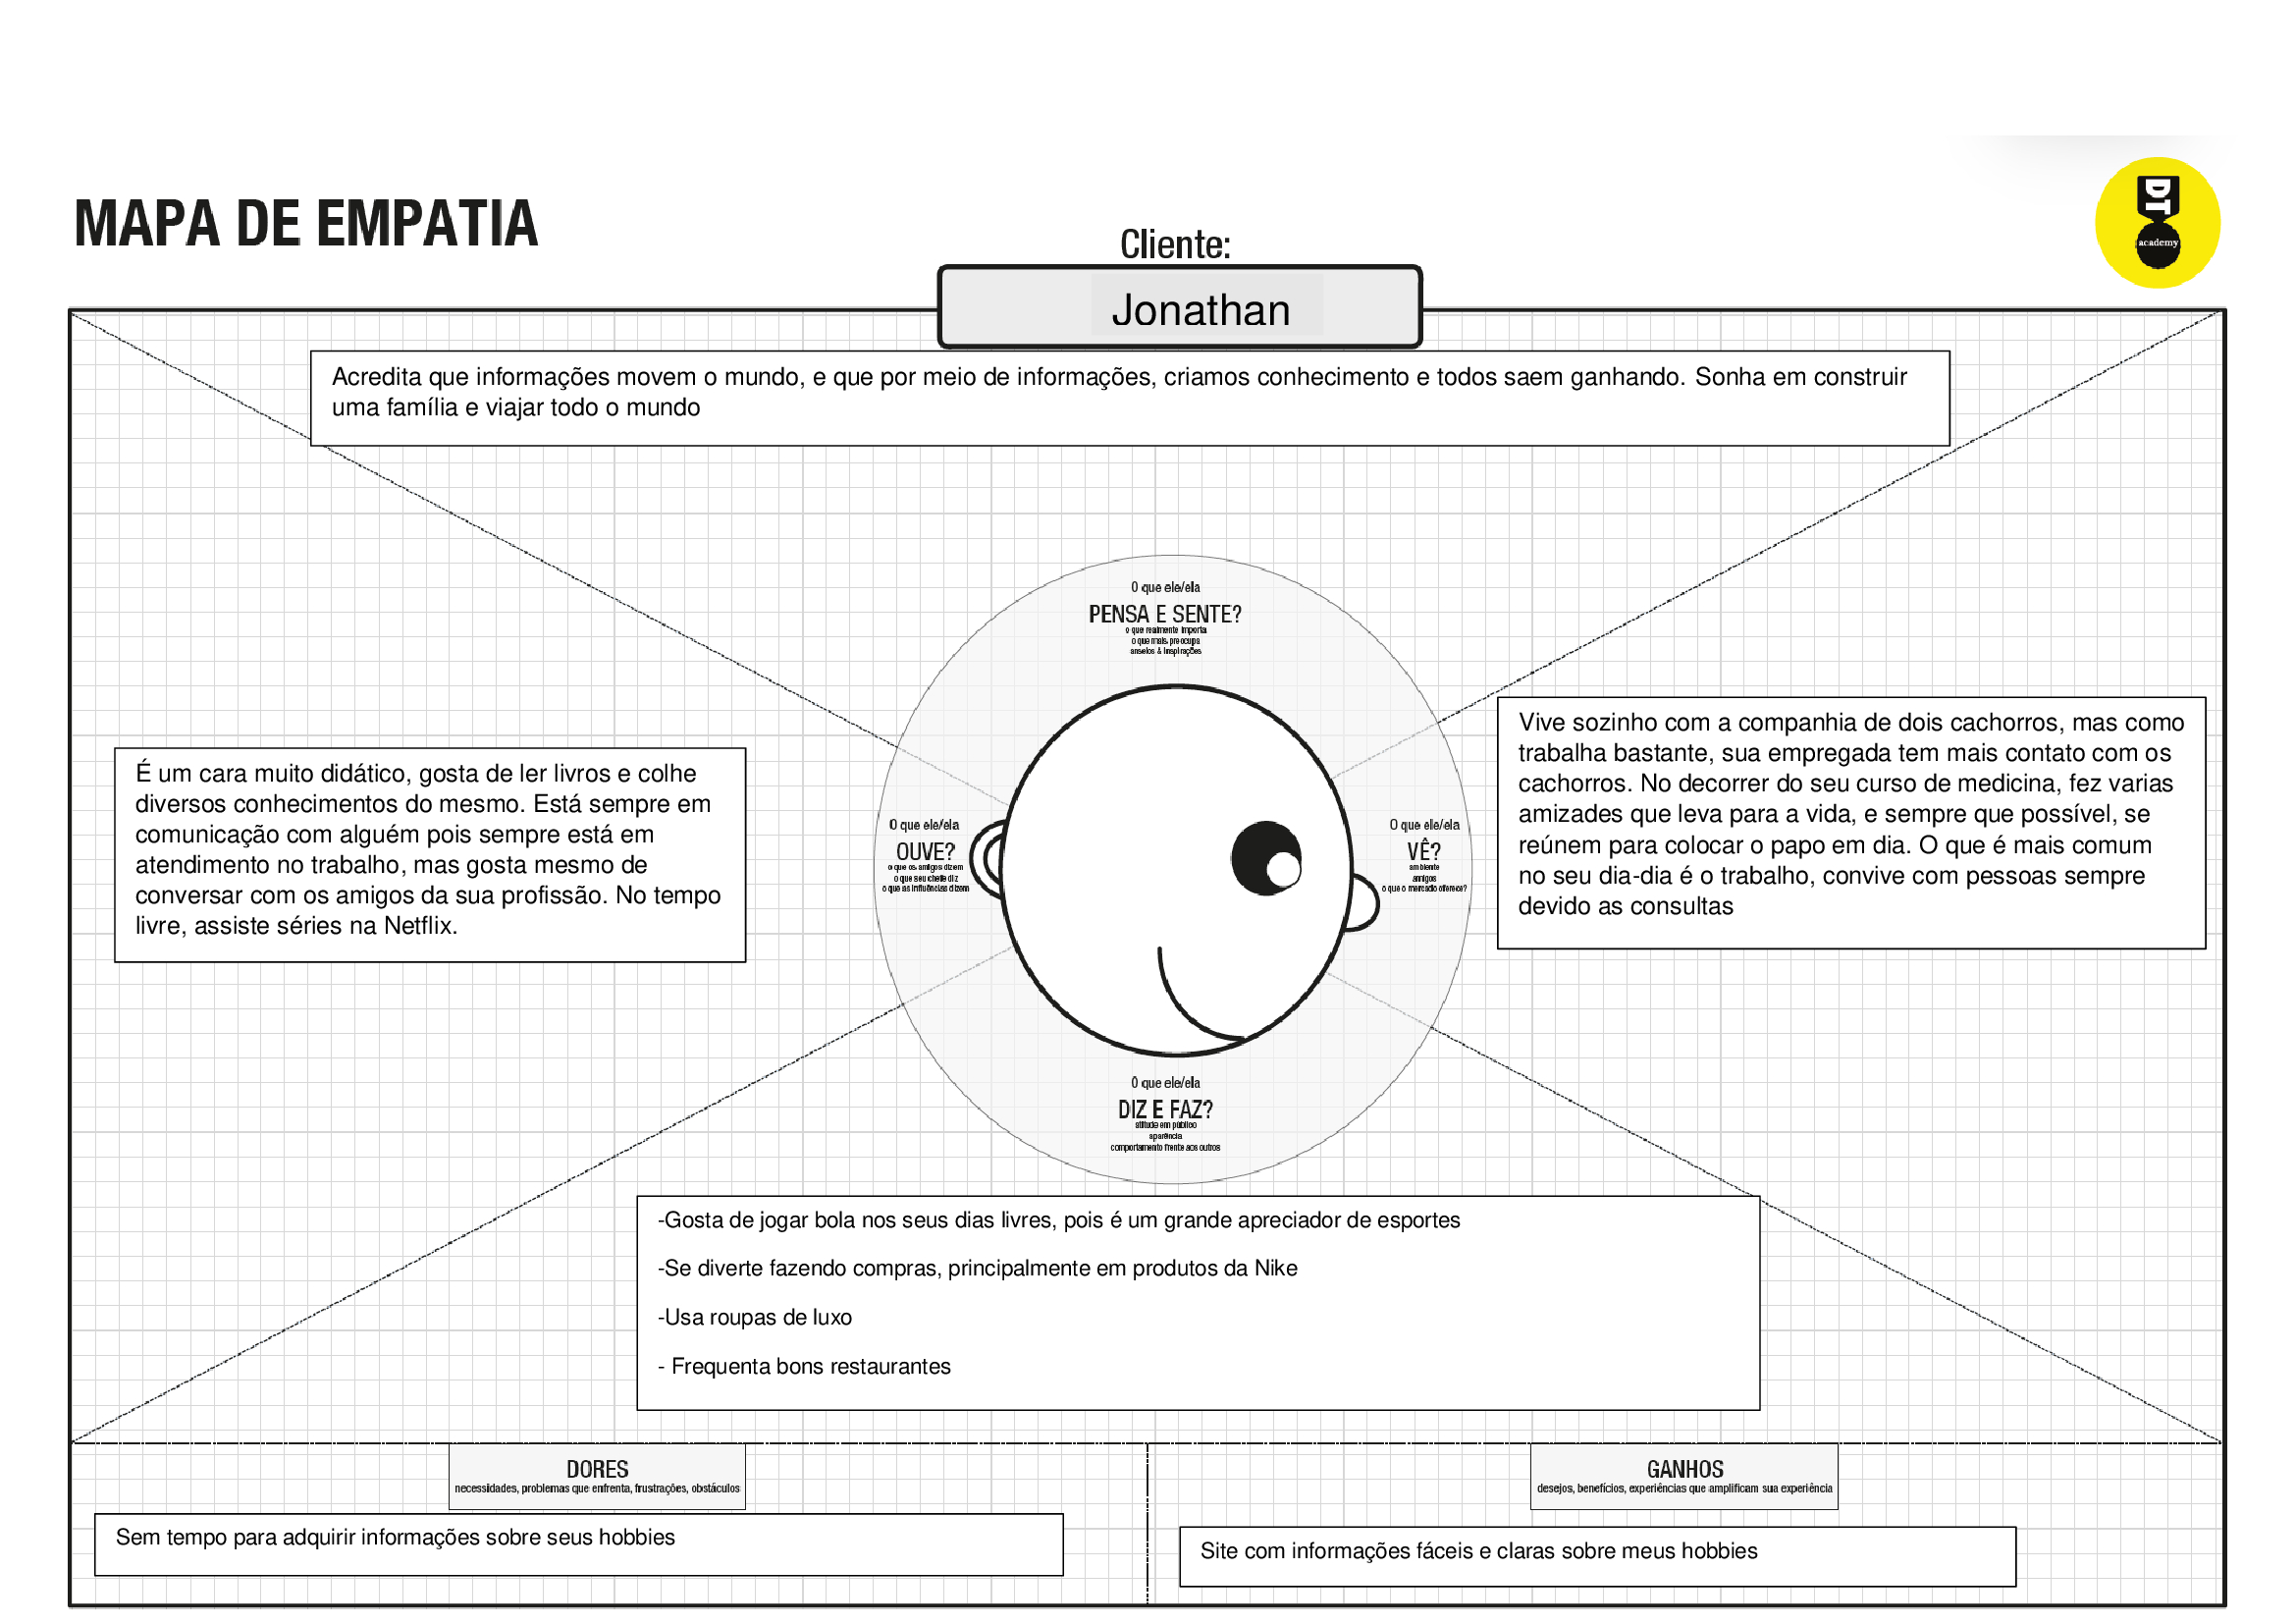 MAPA DE EMPATIA
DT
academy
Cliente:
Jonathan
Acredita que informações movem o mundo, e que por meio de informações, criamos conhecimento e todos saem ganhando. Sonha em construir
uma família e viajar todo o mundo
O que ele/ela
PENSA E SENTE?
o que realmente importa
o que mais preocupa
anseios & inspirações
É um cara muito didático, gosta de ler livros e colhe
diversos conhecimentos do mesmo. Está sempre em
comunicação com alguém pois sempre está em
atendimento no trabalho, mas gosta mesmo de
conversar com os amigos da sua profissão. No tempo
livre, assiste séries na Netflix.
O que ele/ela
OUVE?
o que os amigos dizem
o que seu chefe diz
o que as influências dizem
O que ele/ela
VÊ?
ambiente
amigos
o que o mercado oferece?
Vive sozinho com a companhia de dois cachorros, mas como
trabalha bastante, sua empregada tem mais contato com os
cachorros. No decorrer do seu curso de medicina, fez varias
amizades que leva para a vida, e sempre que possível, se
reúnem para colocar o papo em dia. O que é mais comum
no seu dia-dia é o trabalho, convive com pessoas sempre
devido as consultas
O que ele/ela
DIZ E FAZ?
atitude em público
aparência
comportamento frente aos outros
-Gosta de jogar bola nos seus dias livres, pois é um grande apreciador de esportes
-Se diverte fazendo compras, principalmente em produtos da Nike
-Usa roupas de luxo
- Frequenta bons restaurantes
DORES
necessidades, problemas que enfrenta, frustrações, obstáculos
Sem tempo para adquirir informações sobre seus hobbies
GANHOS
desejos, benefícios, experiências que amplificam sua experiência
Site com informações fáceis e claras sobre meus hobbies